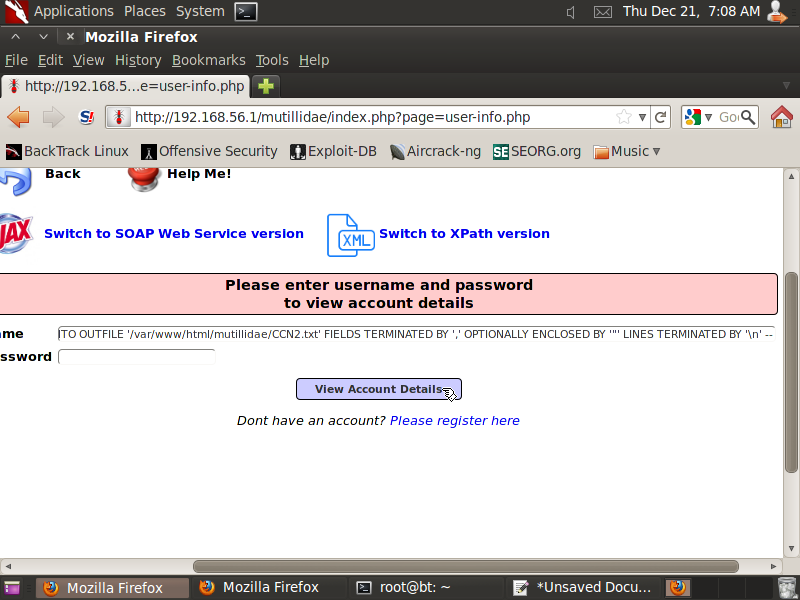 Applications Places System Thu Dec 21, 7:08 AM
Mozilla Firefox
File Edit View History Bookmarks Tools Help
http://192.168.5...e=user-info.php
S! http://192.168.56.1/mutillidae/index.php?page=user-info.php Go
BackTrack Linux Offensive Security Exploit-DB Aircrack-ng SE SEORG.org Music
Back Help Me!
AJAX Switch to SOAP Web Service version XML Switch to XPath version
Please enter username and password
to view account details
me TO OUTFILE '/var/www/html/mutillidae/CCN2.txt' FIELDS TERMINATED BY ',' OPTIONALLY ENCLOSED BY '"' LINES TERMINATED BY '\n' --
ssword
View Account Details
Dont have an account? Please register here
Mozilla Firefox Mozilla Firefox root@bt: ~ *Unsaved Docu...